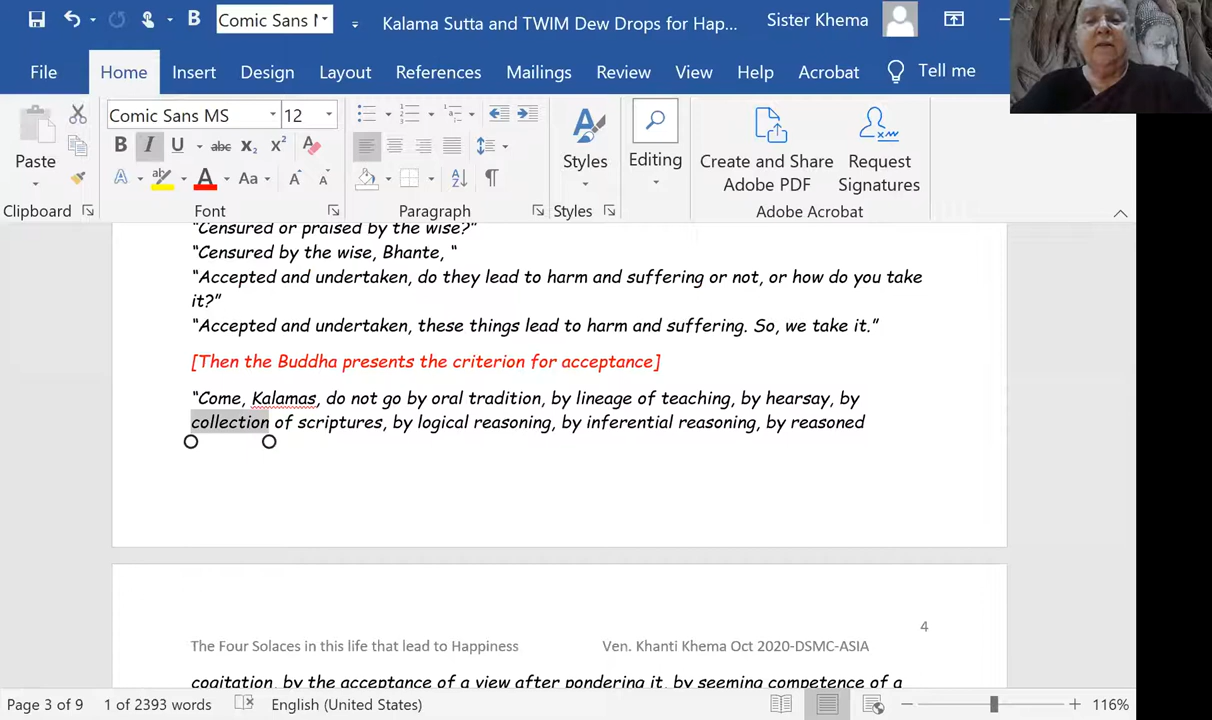 B
Comic Sans M
Kalama Sutta and TWIM Dew Drops for Hap...
Sister Khema
File
Home
Insert
Design
Layout
References
Mailings
Review
View
Help
Acrobat
Tell me
Paste
Comic Sans MS
12
B I U abc X₂ X²
A A Aa A A
Styles
Editing
Create and Share
Adobe PDF
Request
Signatures
Clipboard
Font
Paragraph
Styles
Adobe Acrobat
“Censured or praised by the wise?”
“Censured by the wise, Bhante, “
“Accepted and undertaken, do they lead to harm and suffering or not, or how do you take
it?”
“Accepted and undertaken, these things lead to harm and suffering. So, we take it.”
[Then the Buddha presents the criterion for acceptance]
“Come, Kalamas, do not go by oral tradition, by lineage of teaching, by hearsay, by
collection of scriptures, by logical reasoning, by inferential reasoning, by reasoned
4
The Four Solaces in this life that lead to Happiness Ven. Khanti Khema Oct 2020-DSMC-ASIA
cogitation, by the acceptance of a view after pondering it, by seeming competence of a
Page 3 of 9 1 of 2393 words English (United States) 116%